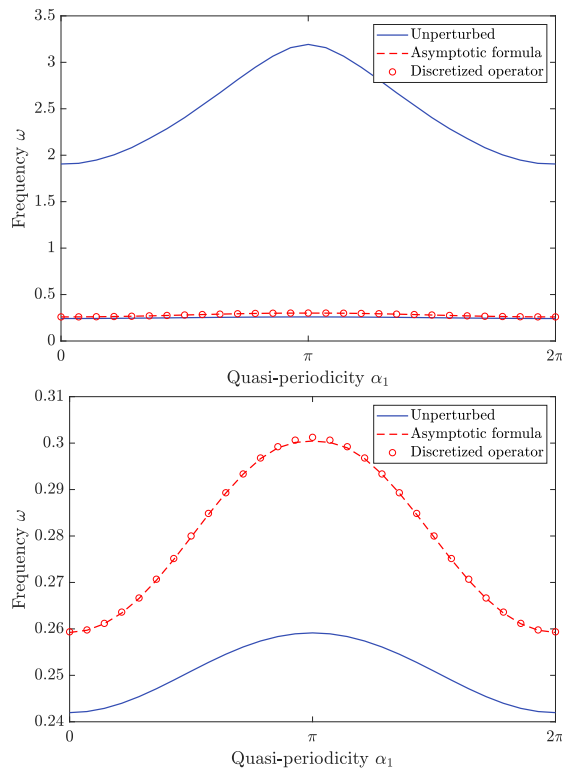 3.5
3
2.5
2
1.5
1
0.5
0
Frequency ω
Unperturbed
Asymptotic formula
Discretized operator
0
π
2π
Quasi-periodicity α₁
0.31
0.3
0.29
0.28
0.27
0.26
0.25
0.24
Frequency ω
Unperturbed
Asymptotic formula
Discretized operator
0
π
2π
Quasi-periodicity α₁